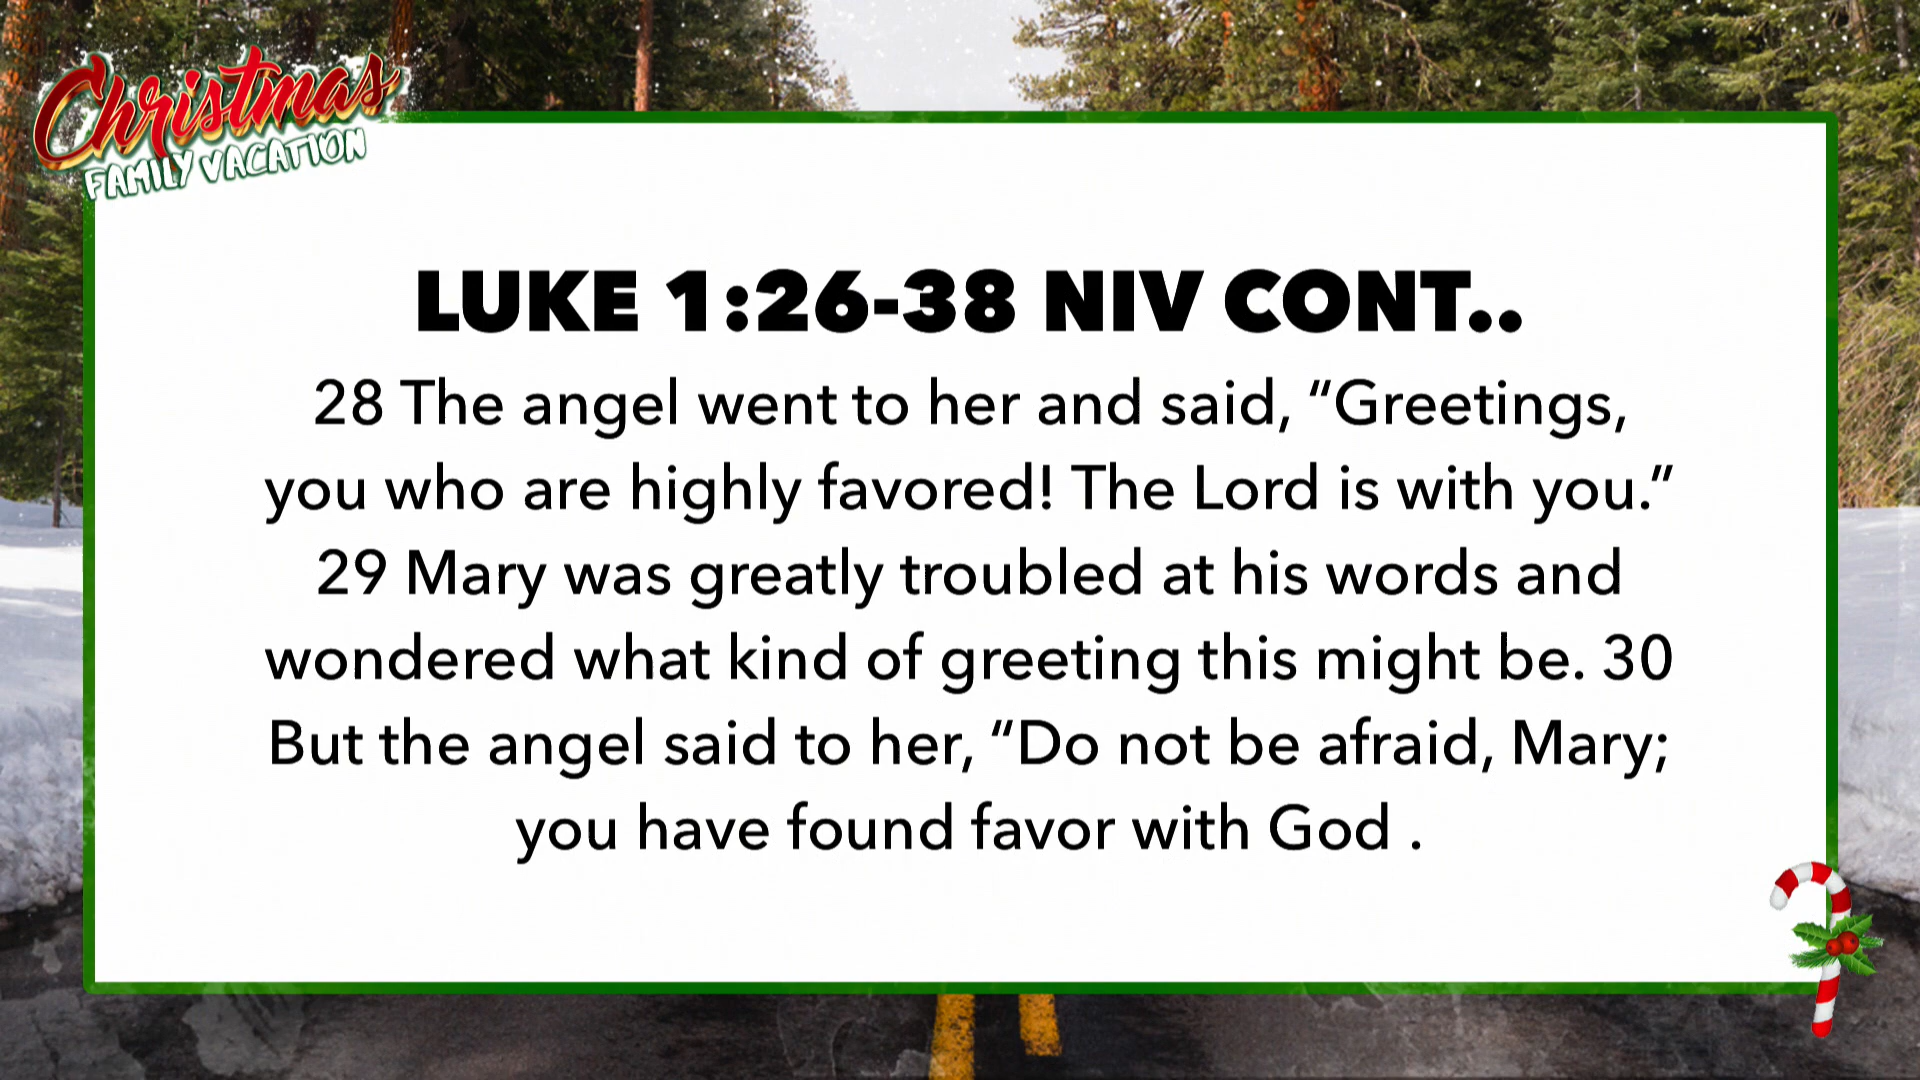 Christmas
FAMILY VACATION
LUKE 1:26-38 NIV CONT..
28 The angel went to her and said, “Greetings,
you who are highly favored! The Lord is with you.”
29 Mary was greatly troubled at his words and
wondered what kind of greeting this might be. 30
But the angel said to her, “Do not be afraid, Mary;
you have found favor with God .